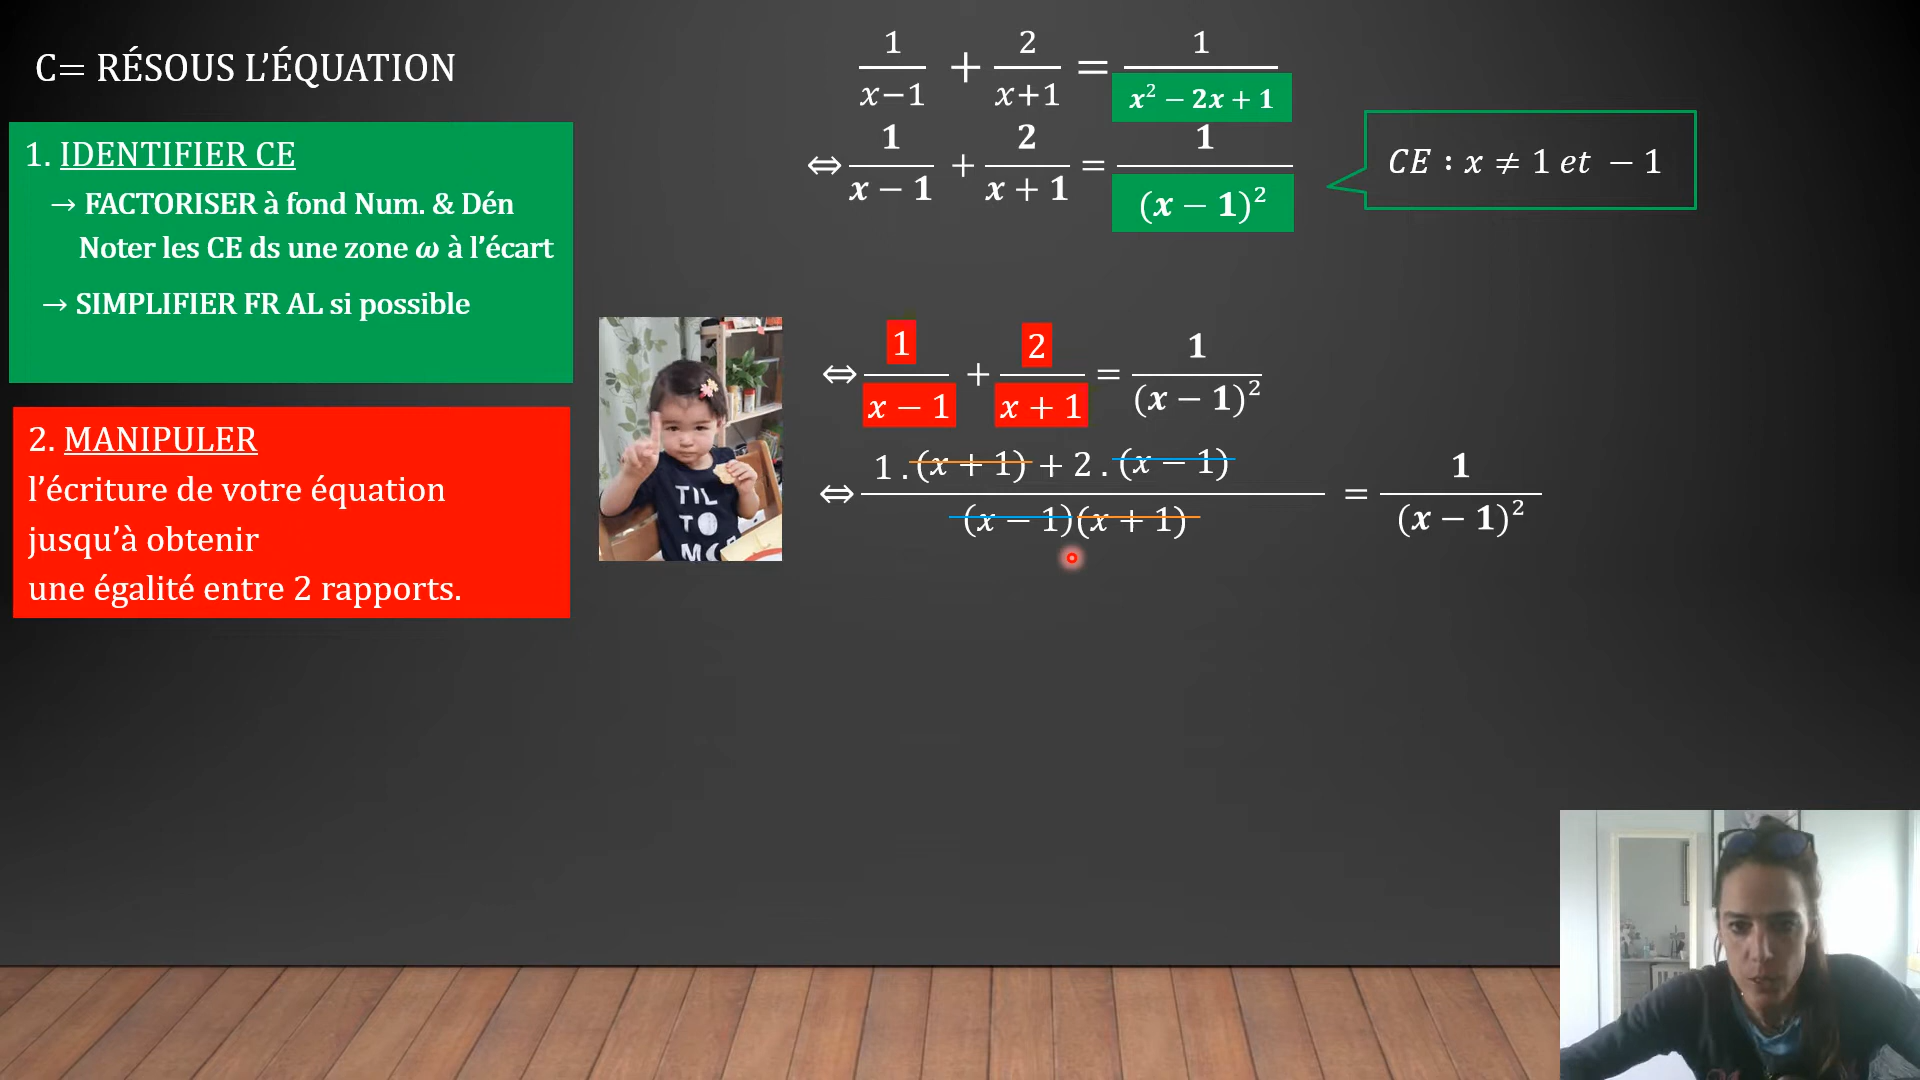 C= RÉSOUS L’ÉQUATION
1. IDENTIFIER CE
→ FACTORISER à fond Num. & Dén
Noter les CE ds une zone ω à l’écart
→ SIMPLIFIER FR AL si possible
2. MANIPULER
l’écriture de votre équation
jusqu’à obtenir
une égalité entre 2 rapports.
1/(x−1) + 2/(x+1) = 1/(x² − 2x + 1)
⇔ 1/(x − 1) + 2/(x + 1) = 1/(x − 1)²
CE : x ≠ 1 et − 1
⇔ 1/(x − 1) + 2/(x + 1) = 1/(x − 1)²
⇔ (1 . (x + 1) + 2 . (x − 1))/((x − 1)(x + 1)) = 1/(x − 1)²
TIL
TO